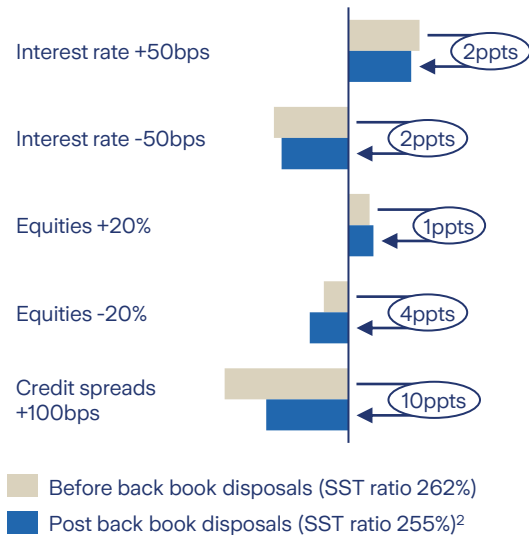 Interest rate +50bps
2ppts
Interest rate -50bps
2ppts
Equities +20%
1ppts
Equities -20%
4ppts
Credit spreads
+100bps
10ppts
Before back book disposals (SST ratio 262%)
Post back book disposals (SST ratio 255%)²